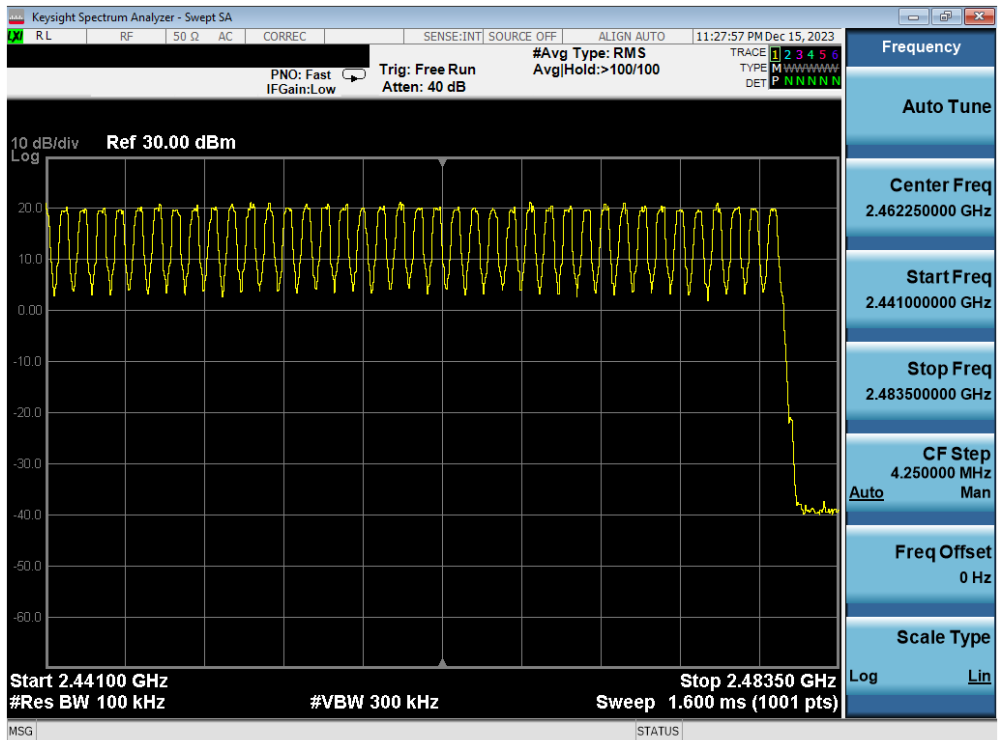 Keysight Spectrum Analyzer - Swept SA
LXI RL RF 50 Ω AC CORREC SENSE:INT SOURCE OFF ALIGN AUTO 11:27:57 PM Dec 15, 2023
#Avg Type: RMS TRACE 1 2 3 4 5 6
PNO: Fast Trig: Free Run Avg|Hold:>100/100 TYPE M WWWWW
IFGain:Low Atten: 40 dB DET P NNNNN
10 dB/div Ref 30.00 dBm
Log
20.0
10.0
0.00
-10.0
-20.0
-30.0
-40.0
-50.0
-60.0
Start 2.44100 GHz Stop 2.48350 GHz
#Res BW 100 kHz #VBW 300 kHz Sweep 1.600 ms (1001 pts)
MSG STATUS
Frequency
Auto Tune
Center Freq
2.462250000 GHz
Start Freq
2.441000000 GHz
Stop Freq
2.483500000 GHz
CF Step
4.250000 MHz
Auto Man
Freq Offset
0 Hz
Scale Type
Log Lin